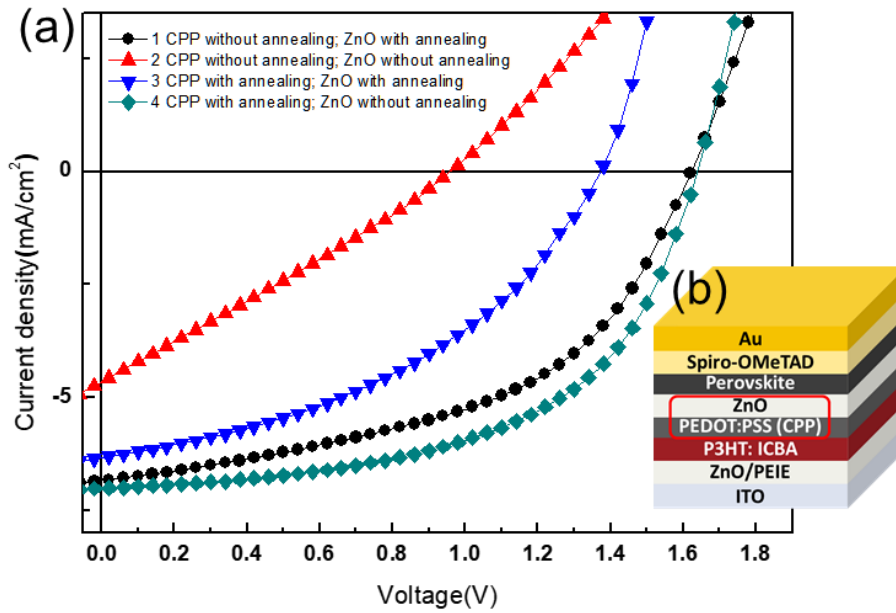 (a)
1 CPP without annealing; ZnO with annealing
2 CPP without annealing; ZnO without annealing
3 CPP with annealing; ZnO with annealing
4 CPP with annealing; ZnO without annealing
0
-5
Current density(mA/cm²)
0.0 0.2 0.4 0.6 0.8 1.0 1.2 1.4 1.6 1.8
Voltage(V)
(b)
Au
Spiro-OMeTAD
Perovskite
ZnO
PEDOT:PSS (CPP)
P3HT: ICBA
ZnO/PEIE
ITO